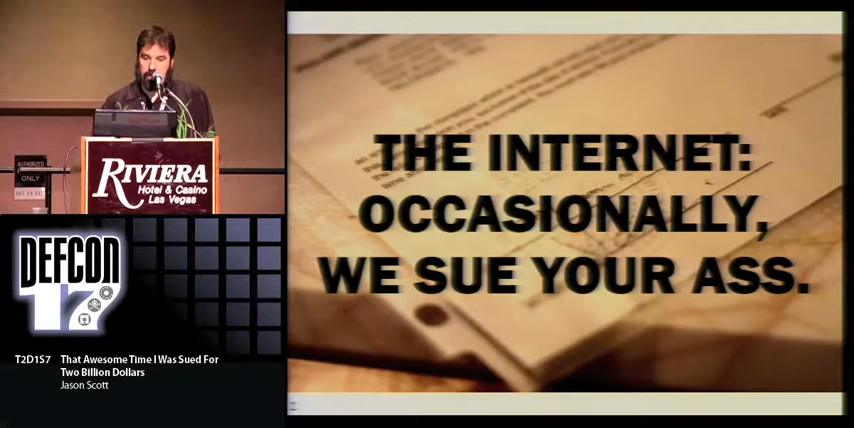 AUTHORIZED
ONLY
RIVIERA
Hotel & Casino
Las Vegas
DEFCON
17
T2D1S7
That Awesome Time I Was Sued For
Two Billion Dollars
Jason Scott
THE INTERNET:
OCCASIONALLY,
WE SUE YOUR ASS.